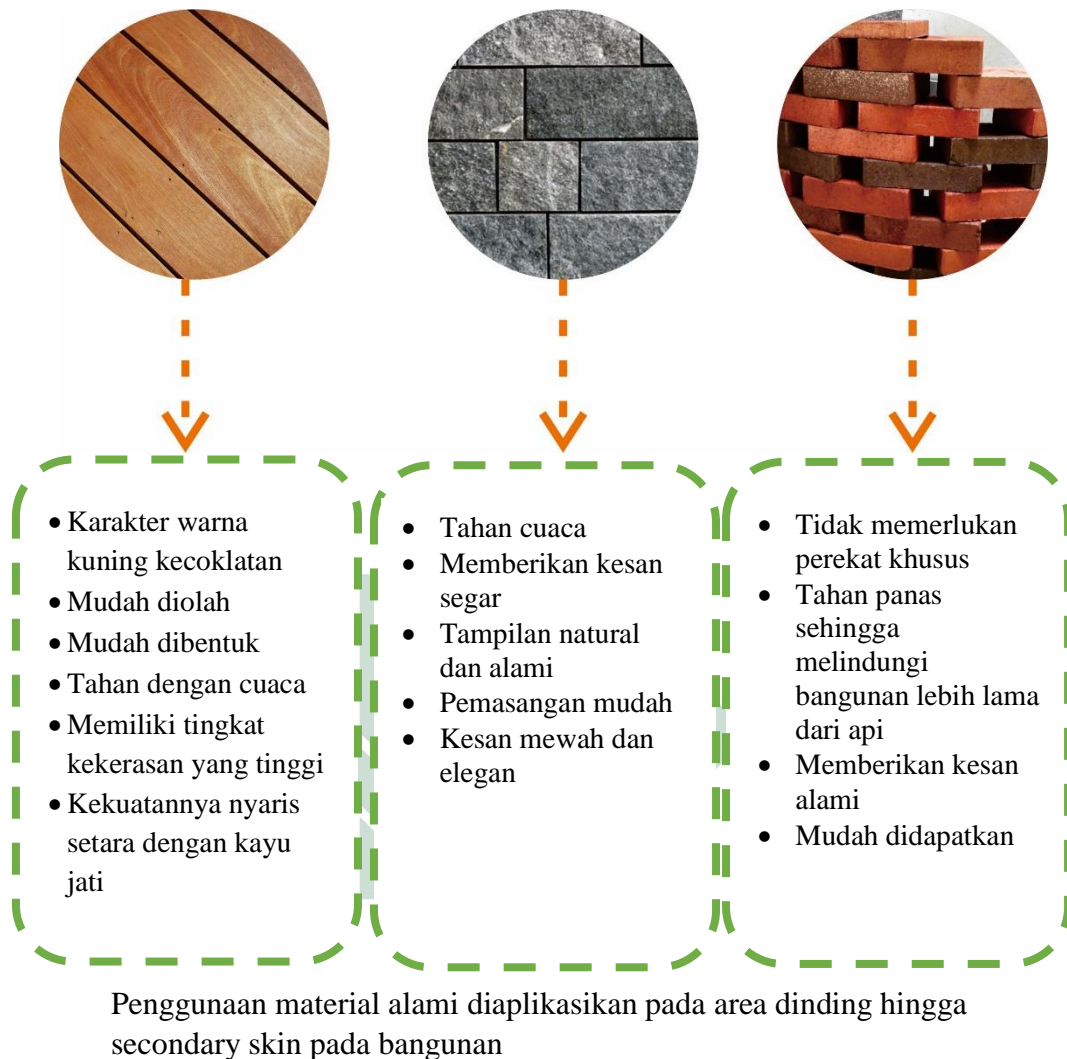 • Karakter warna
kuning kecoklatan
• Mudah diolah
• Mudah dibentuk
• Tahan dengan cuaca
• Memiliki tingkat
kekerasan yang tinggi
• Kekuatannya nyaris
setara dengan kayu
jati
• Tahan cuaca
• Memberikan kesan
segar
• Tampilan natural
dan alami
• Pemasangan mudah
• Kesan mewah dan
elegan
• Tidak memerlukan
perekat khusus
• Tahan panas
sehingga
melindungi
bangunan lebih lama
dari api
• Memberikan kesan
alami
• Mudah didapatkan
Penggunaan material alami diaplikasikan pada area dinding hingga
secondary skin pada bangunan